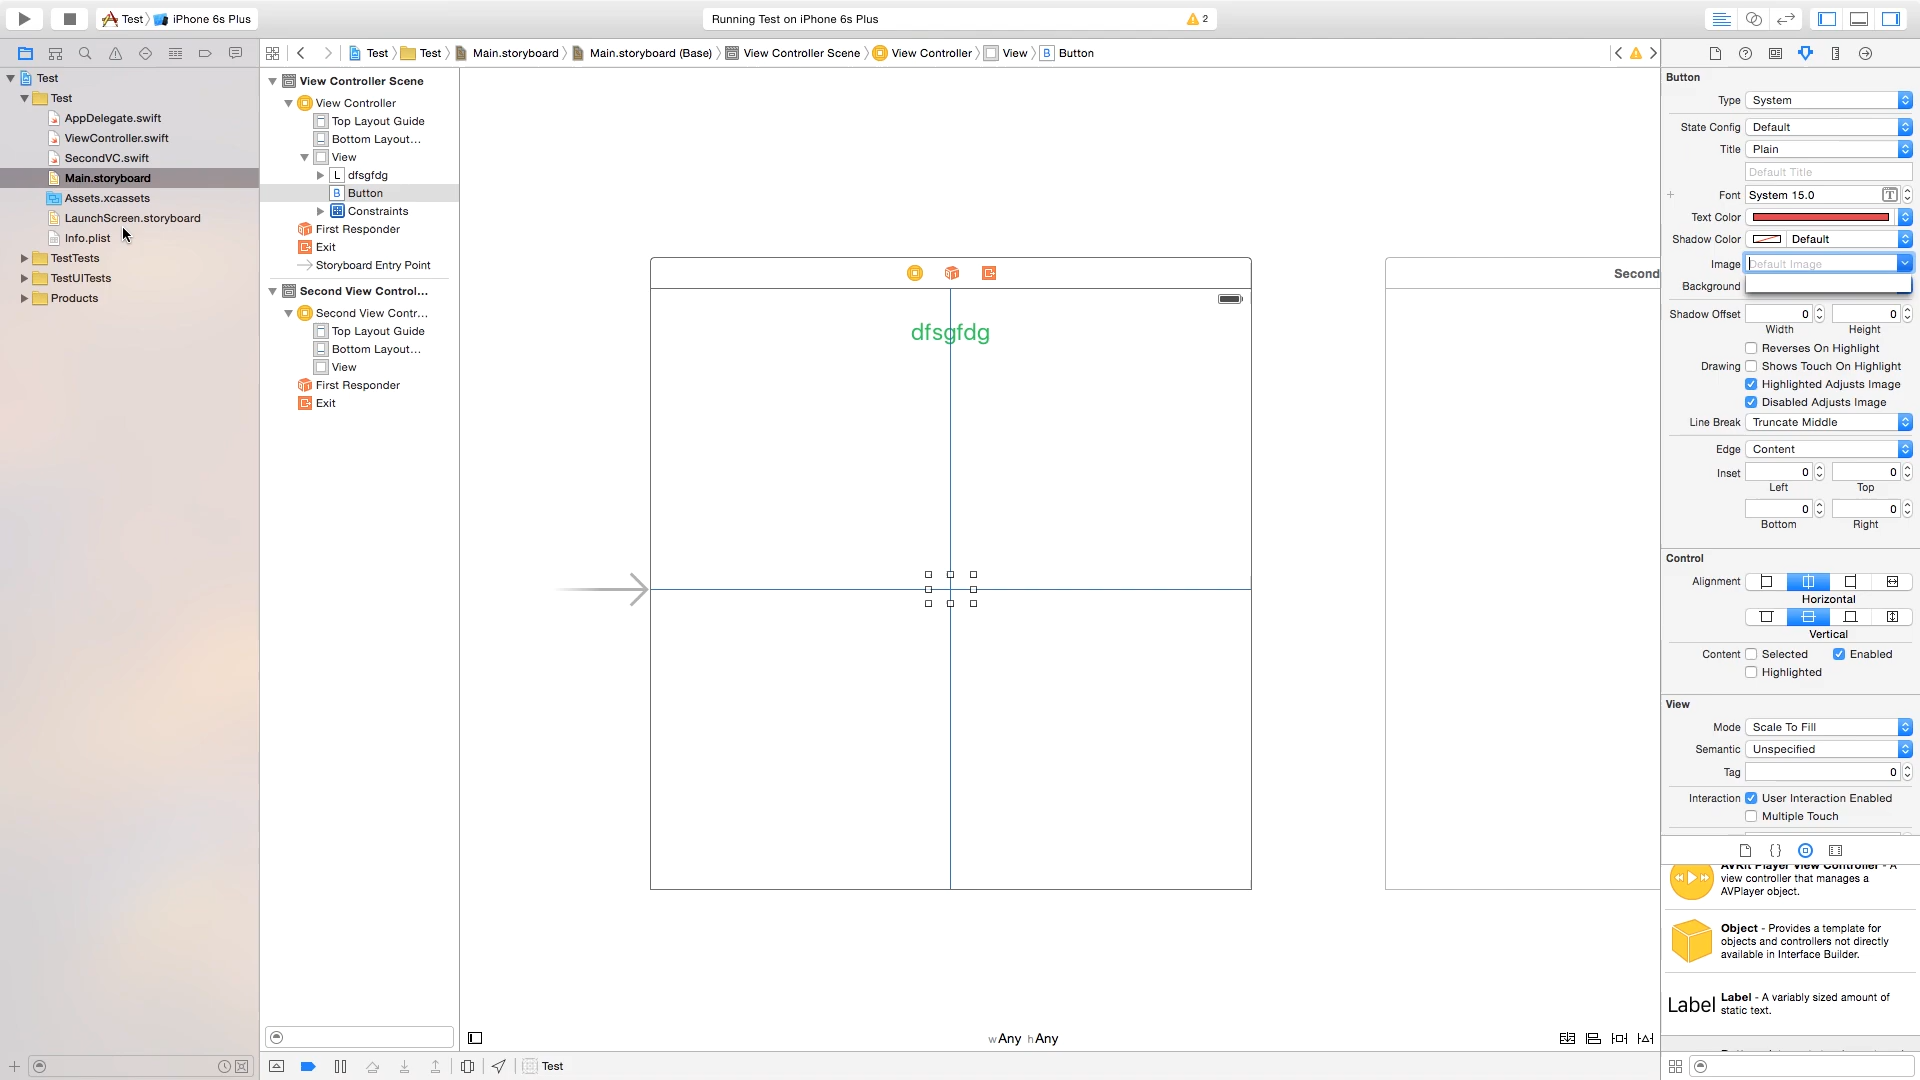 Test
iPhone 6s Plus
Running Test on iPhone 6s Plus
2
Test
Test
Main.storyboard
Main.storyboard (Base)
View Controller Scene
View Controller
View
B Button
Test
Test
AppDelegate.swift
ViewController.swift
SecondVC.swift
Main.storyboard
Assets.xcassets
LaunchScreen.storyboard
Info.plist
TestTests
TestUITests
Products
View Controller Scene
View Controller
Top Layout Guide
Bottom Layout...
View
L dfsgfdg
B Button
Constraints
First Responder
Exit
Storyboard Entry Point
Second View Control...
Second View Contr...
Top Layout Guide
Bottom Layout...
View
First Responder
Exit
dfsgfdg
Second
wAny hAny
Test
Button
Type System
State Config Default
Title Plain
Default Title
Font System 15.0
Text Color
Shadow Color Default
Image Default Image
Background
Shadow Offset 0 0
Width Height
Reverses On Highlight
Drawing Shows Touch On Highlight
Highlighted Adjusts Image
Disabled Adjusts Image
Line Break Truncate Middle
Edge Content
Inset 0 0
Left Top
0 0
Bottom Right
Control
Alignment
Horizontal
Vertical
Content Selected Enabled
Highlighted
View
Mode Scale To Fill
Semantic Unspecified
Tag 0
Interaction User Interaction Enabled
Multiple Touch
AVKit Player View Controller - A
view controller that manages a
AVPlayer object.
Object - Provides a template for
objects and controllers not directly
available in Interface Builder.
Label Label - A variably sized amount of
static text.